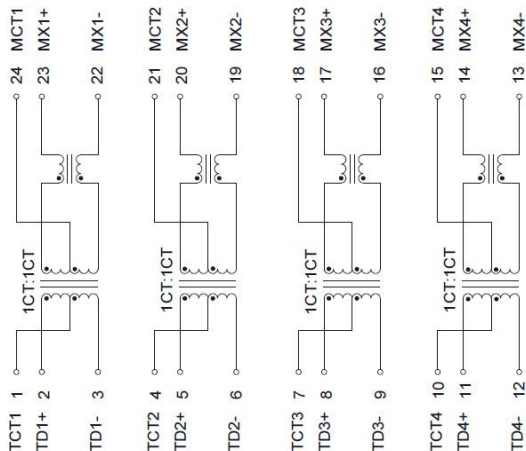 MCT1 24
MX1+ 23
MX1- 22
MCT2 21
MX2+ 20
MX2- 19
MCT3 18
MX3+ 17
MX3- 16
MCT4 15
MX4+ 14
MX4- 13
1CT:1CT
1CT:1CT
1CT:1CT
1CT:1CT
TCT1 1
TD1+ 2
TD1- 3
TCT2 4
TD2+ 5
TD2- 6
TCT3 7
TD3+ 8
TD3- 9
TCT4 10
TD4+ 11
TD4- 12